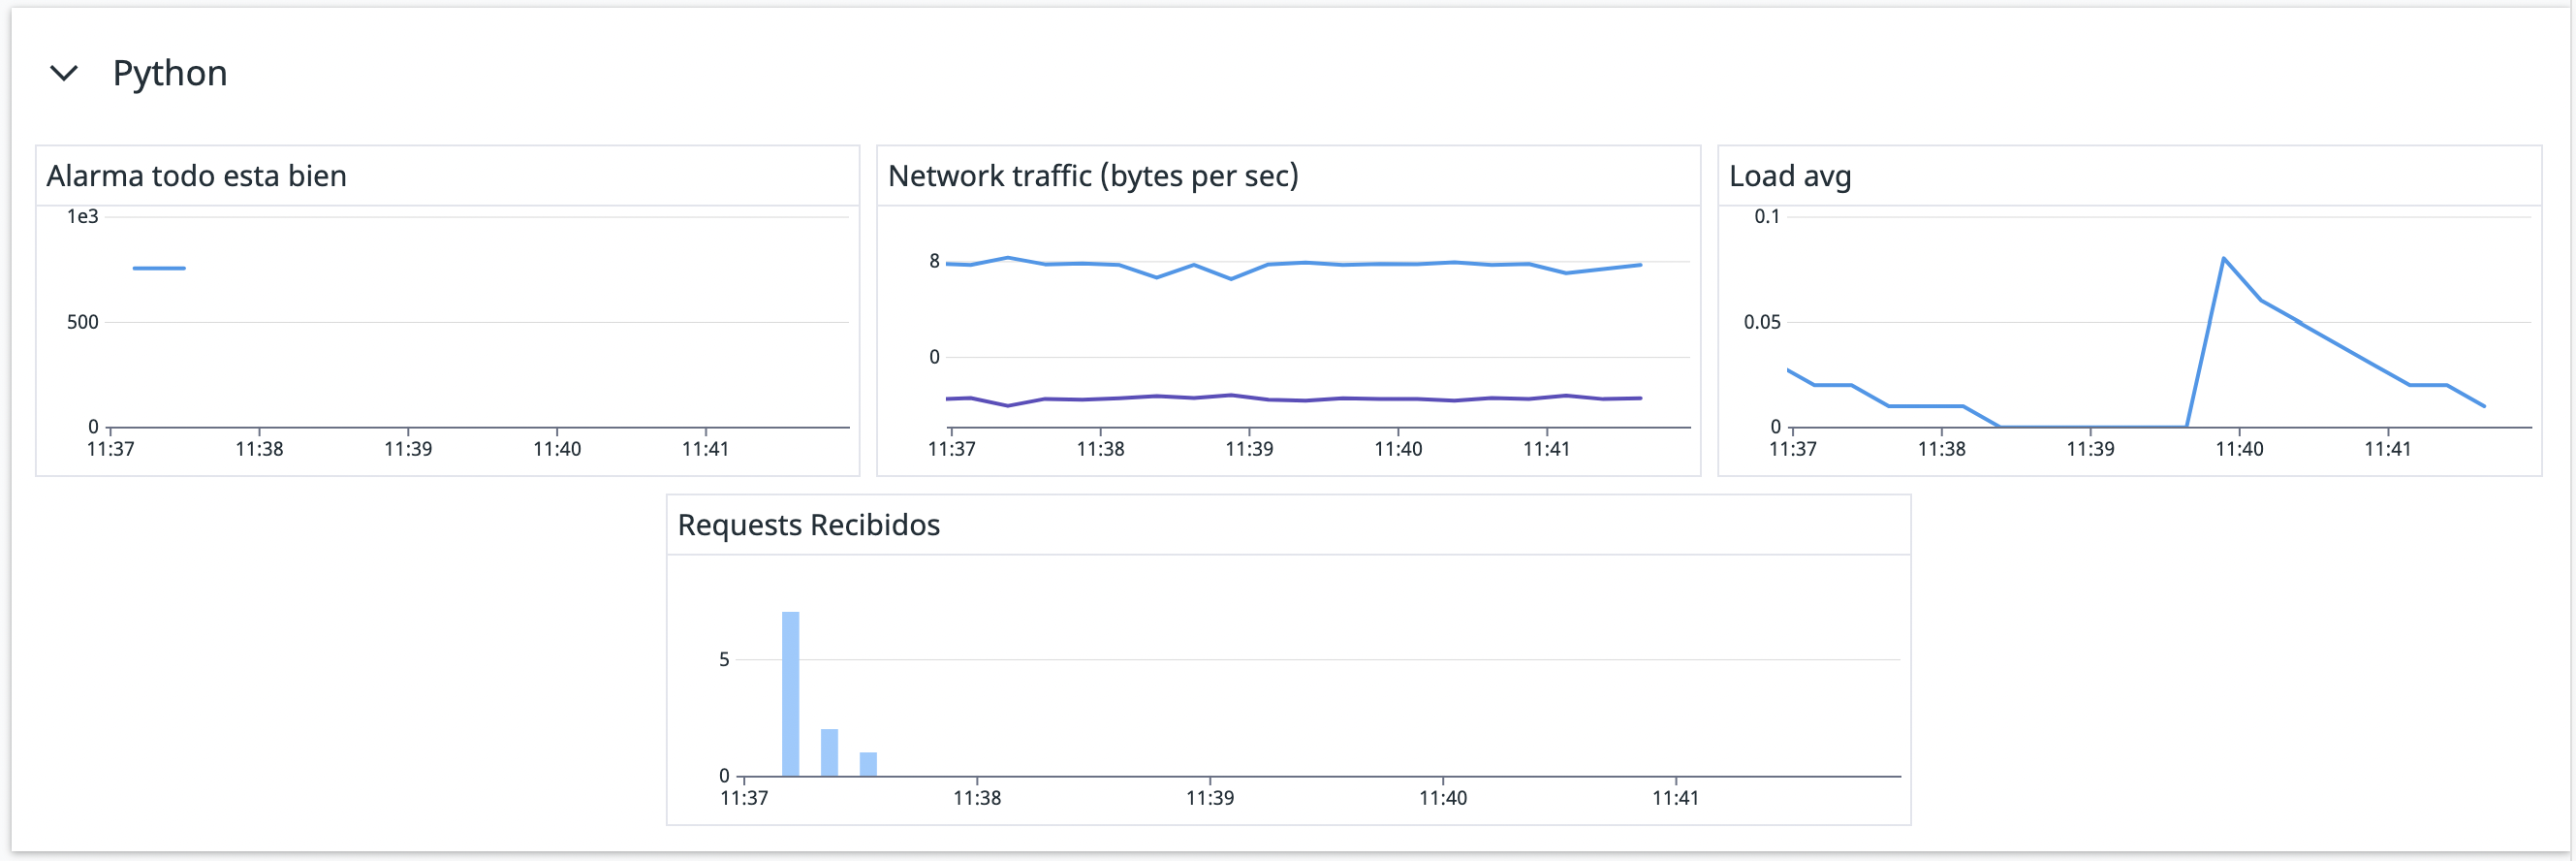 Python
Alarma todo esta bien
1e3
500
0
11:37 11:38 11:39 11:40 11:41
Network traffic (bytes per sec)
8
0
11:37 11:38 11:39 11:40 11:41
Load avg
0.1
0.05
0
11:37 11:38 11:39 11:40 11:41
Requests Recibidos
5
0
11:37 11:38 11:39 11:40 11:41